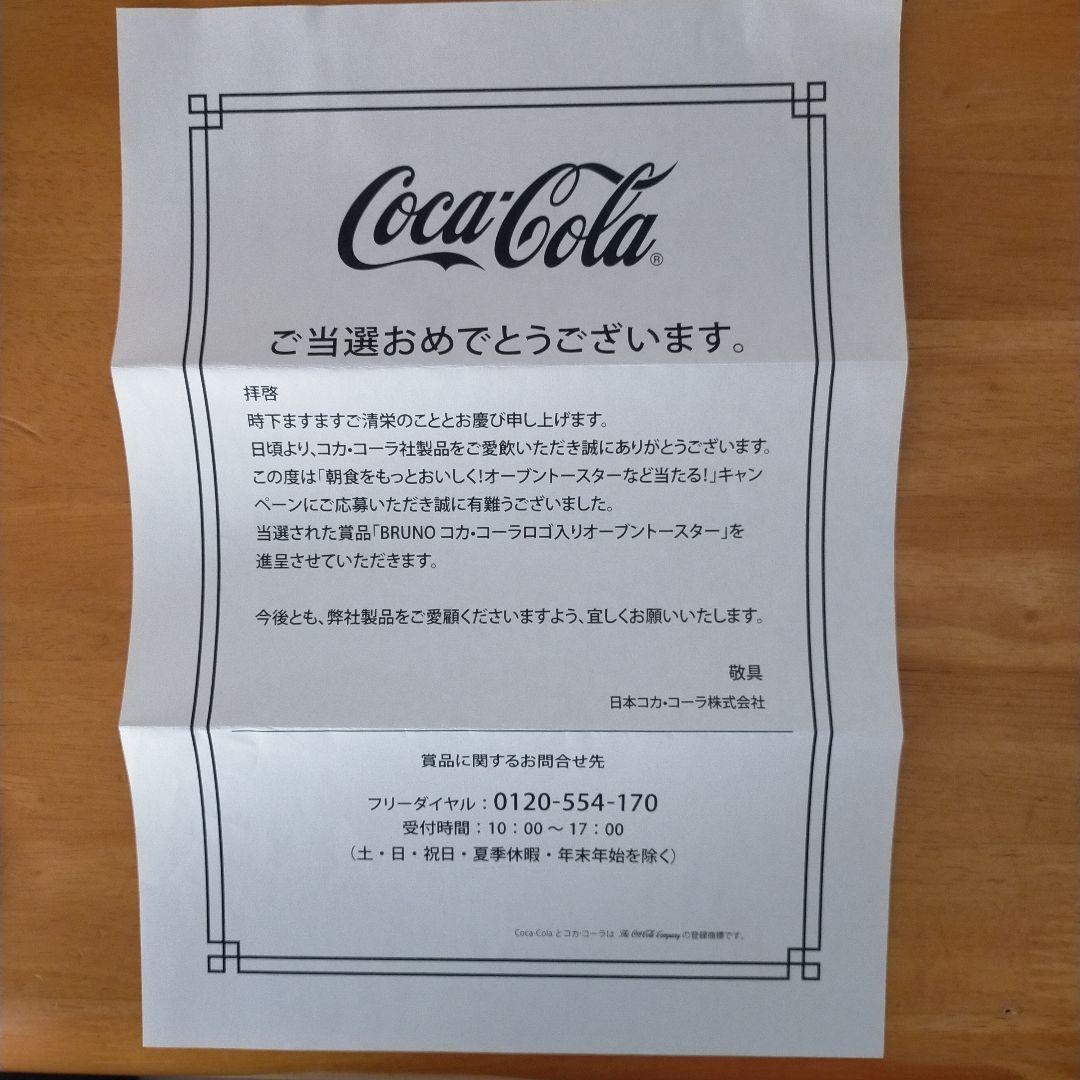 Coca-Cola®
ご当選おめでとうございます。
拝啓
時下ますますご清栄のこととお慶び申し上げます。
日頃より、コカ・コーラ社製品をご愛飲いただき誠にありがとうございます。
この度は「朝食をもっとおいしく!オーブントースターなど当たる!」キャン
ペーンにご応募いただき誠に有難うございました。
当選された賞品「BRUNO コカ・コーラロゴ入りオーブントースター」を
進呈させていただきます。
今後とも、弊社製品をご愛顧くださいますよう、宜しくお願いいたします。
敬具
日本コカ・コーラ株式会社
賞品に関するお問合せ先
フリーダイヤル：0120-554-170
受付時間：10：00～17：00
（土・日・祝日・夏季休暇・年末年始を除く）
Coca-Cola とコカ・コーラは The Coca-Cola Company の登録商標です。